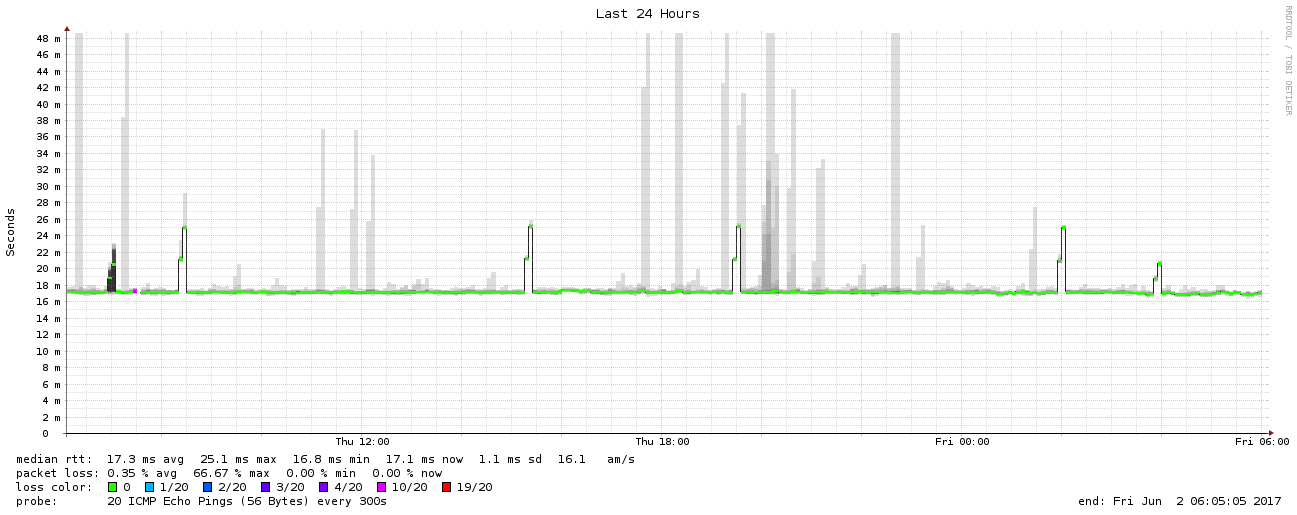 Last 24 Hours
RRDTOOL / TOBI OETIKER
Seconds
48 m
46 m
44 m
42 m
40 m
38 m
36 m
34 m
32 m
30 m
28 m
26 m
24 m
22 m
20 m
18 m
16 m
14 m
12 m
10 m
8 m
6 m
4 m
2 m
0
Thu 12:00 Thu 18:00 Fri 00:00 Fri 06:00
median rtt: 17.3 ms avg 25.1 ms max 16.8 ms min 17.1 ms now 1.1 ms sd 16.1 am/s
packet loss: 0.35 % avg 66.67 % max 0.00 % min 0.00 % now
loss color: 0 1/20 2/20 3/20 4/20 10/20 19/20
probe: 20 ICMP Echo Pings (56 Bytes) every 300s end: Fri Jun 2 06:05:05 2017